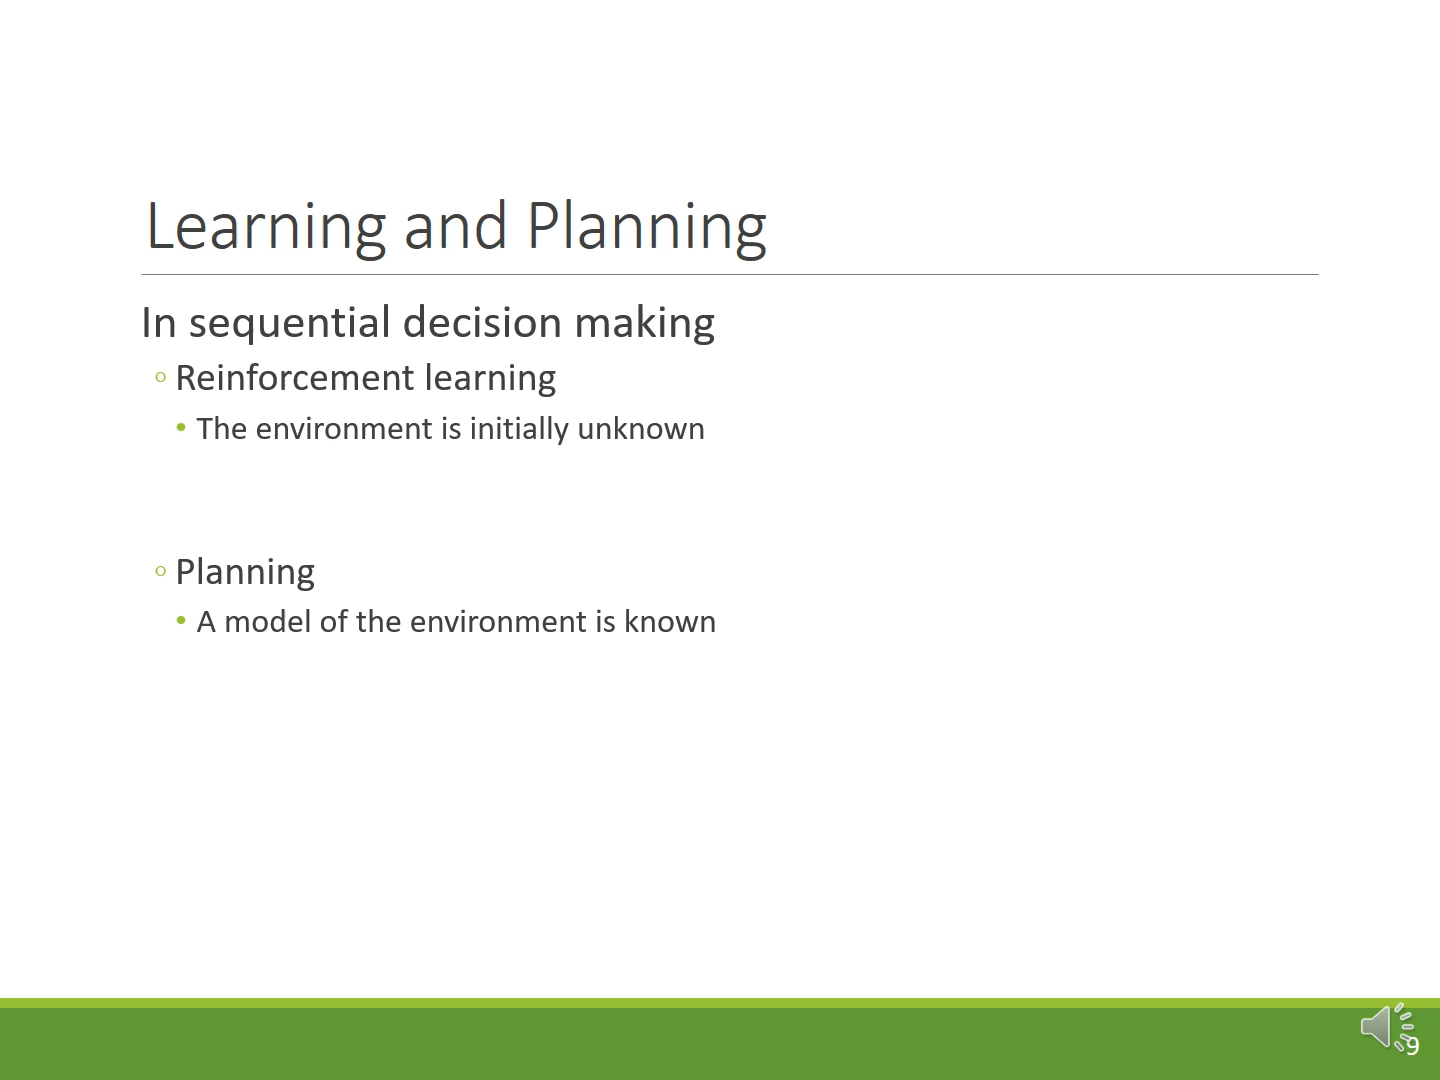 Learning and Planning
In sequential decision making
◦ Reinforcement learning
• The environment is initially unknown
◦ Planning
• A model of the environment is known
9